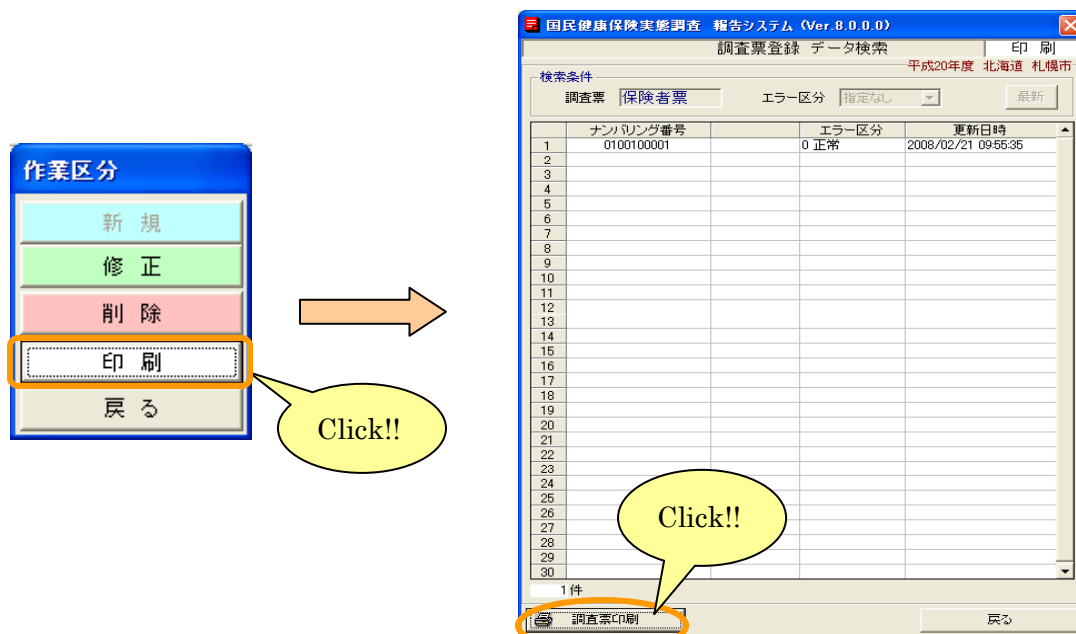 作業区分
新 規
修 正
削 除
印 刷
戻 る
Click!!
国民健康保険実態調査 報告システム (Ver.8.0.0.0)
調査票登録 データ検索 印 刷
平成20年度 北海道 札幌市
検索条件
調査票 保険者票 エラー区分 指定なし 最新
ナンバリング番号 エラー区分 更新日時
1 0100100001 0 正常 2008/02/21 09:55:35
2
3
4
5
6
7
8
9
10
11
12
13
14
15
16
17
18
19
20
21
22
23
24
25
26
27
28
29
30
Click!!
1件
調査票印刷 戻る